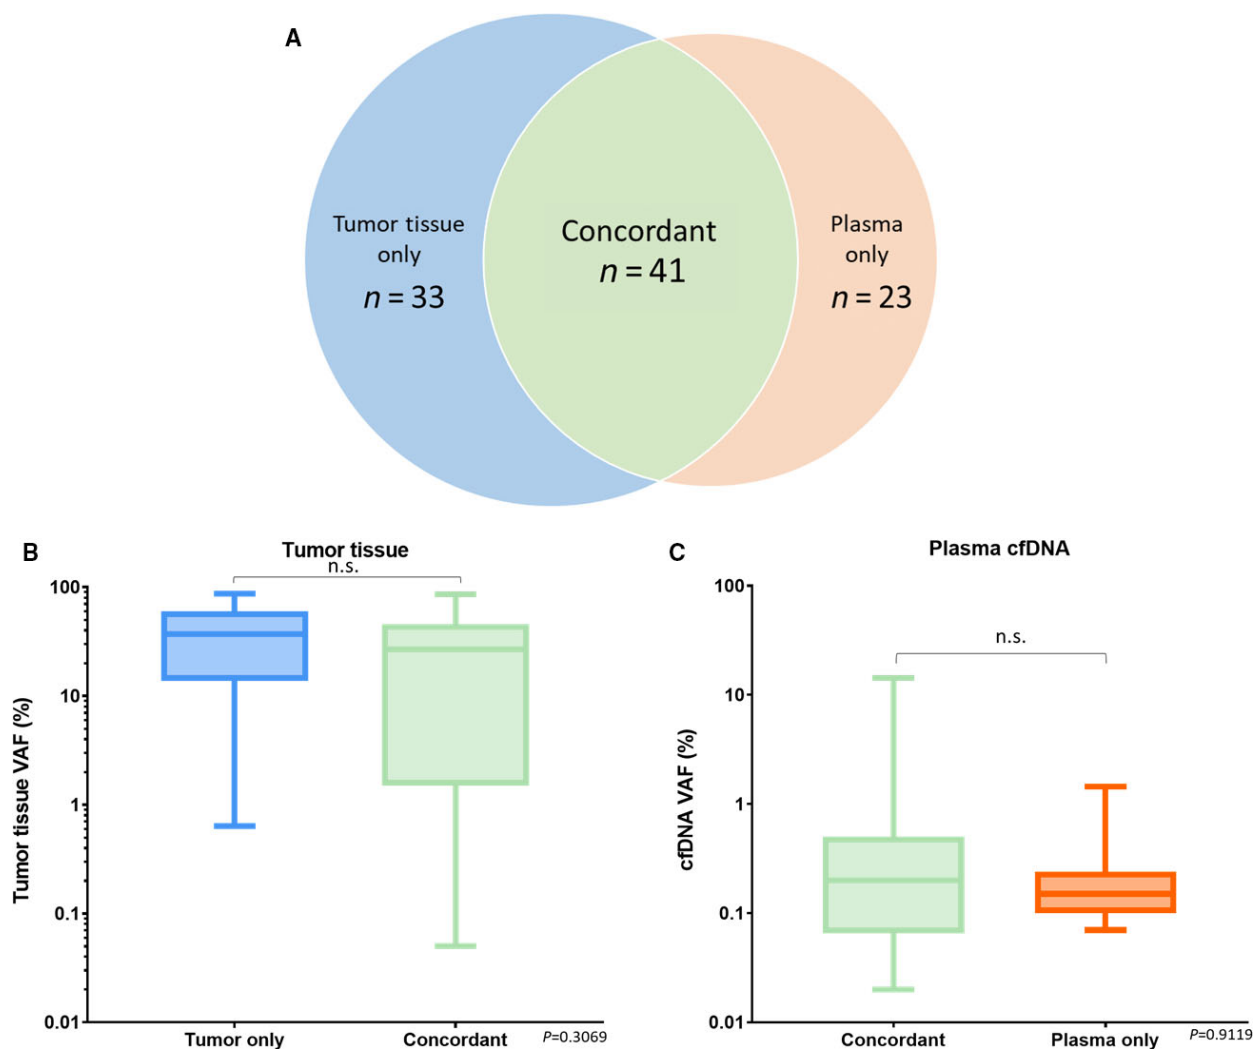 A
Tumor tissue
only
n = 33
Concordant
n = 41
Plasma
only
n = 23
B
Tumor tissue
n.s.
Tumor tissue VAF (%)
100
10
1
0.1
0.01
Tumor only
Concordant
P=0.3069
C
Plasma cfDNA
n.s.
cfDNA VAF (%)
100
10
1
0.1
0.01
Concordant
Plasma only
P=0.9119